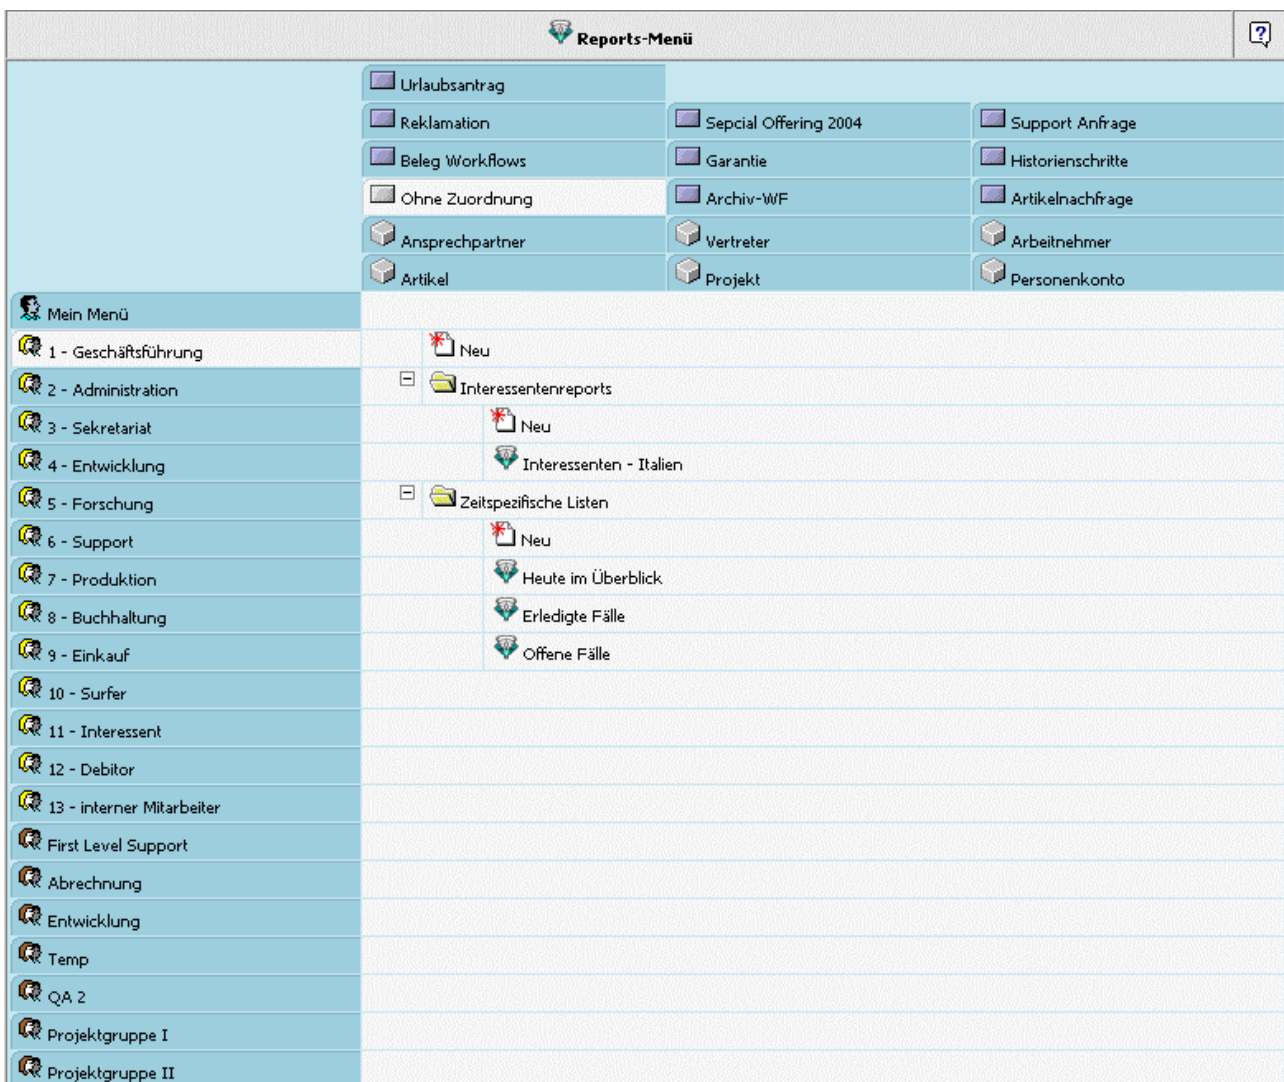 Reports-Menü
Urlaubsantrag
Reklamation Sepcial Offering 2004 Support Anfrage
Beleg Workflows Garantie Historienschritte
Ohne Zuordnung Archiv-WF Artikelnachfrage
Ansprechpartner Vertreter Arbeitnehmer
Artikel Projekt Personenkonto
Mein Menü
1 - Geschäftsführung Neu
2 - Administration Interessentenreports
3 - Sekretariat Neu
4 - Entwicklung Interessenten - Italien
5 - Forschung Zeitspezifische Listen
6 - Support Neu
7 - Produktion Heute im Überblick
8 - Buchhaltung Erledigte Fälle
9 - Einkauf Offene Fälle
10 - Surfer
11 - Interessent
12 - Debitor
13 - interner Mitarbeiter
First Level Support
Abrechnung
Entwicklung
Temp
QA 2
Projektgruppe I
Projektgruppe II